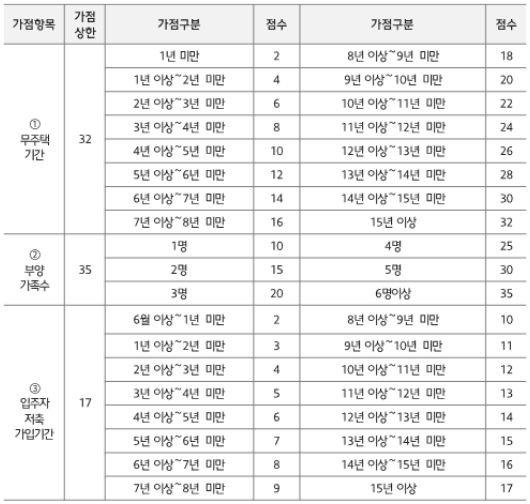 가점항목 가점상한 가점구분 점수 가점구분 점수
① 무주택 기간 32
1년 미만 2 8년 이상~9년 미만 18
1년 이상~2년 미만 4 9년 이상~10년 미만 20
2년 이상~3년 미만 6 10년 이상~11년 미만 22
3년 이상~4년 미만 8 11년 이상~12년 미만 24
4년 이상~5년 미만 10 12년 이상~13년 미만 26
5년 이상~6년 미만 12 13년 이상~14년 미만 28
6년 이상~7년 미만 14 14년 이상~15년 미만 30
7년 이상~8년 미만 16 15년 이상 32
② 부양 가족수 35
1명 10 4명 25
2명 15 5명 30
3명 20 6명이상 35
③ 입주자 저축 가입기간 17
6월 이상~1년 미만 2 8년 이상~9년 미만 10
1년 이상~2년 미만 3 9년 이상~10년 미만 11
2년 이상~3년 미만 4 10년 이상~11년 미만 12
3년 이상~4년 미만 5 11년 이상~12년 미만 13
4년 이상~5년 미만 6 12년 이상~13년 미만 14
5년 이상~6년 미만 7 13년 이상~14년 미만 15
6년 이상~7년 미만 8 14년 이상~15년 미만 16
7년 이상~8년 미만 9 15년 이상 17